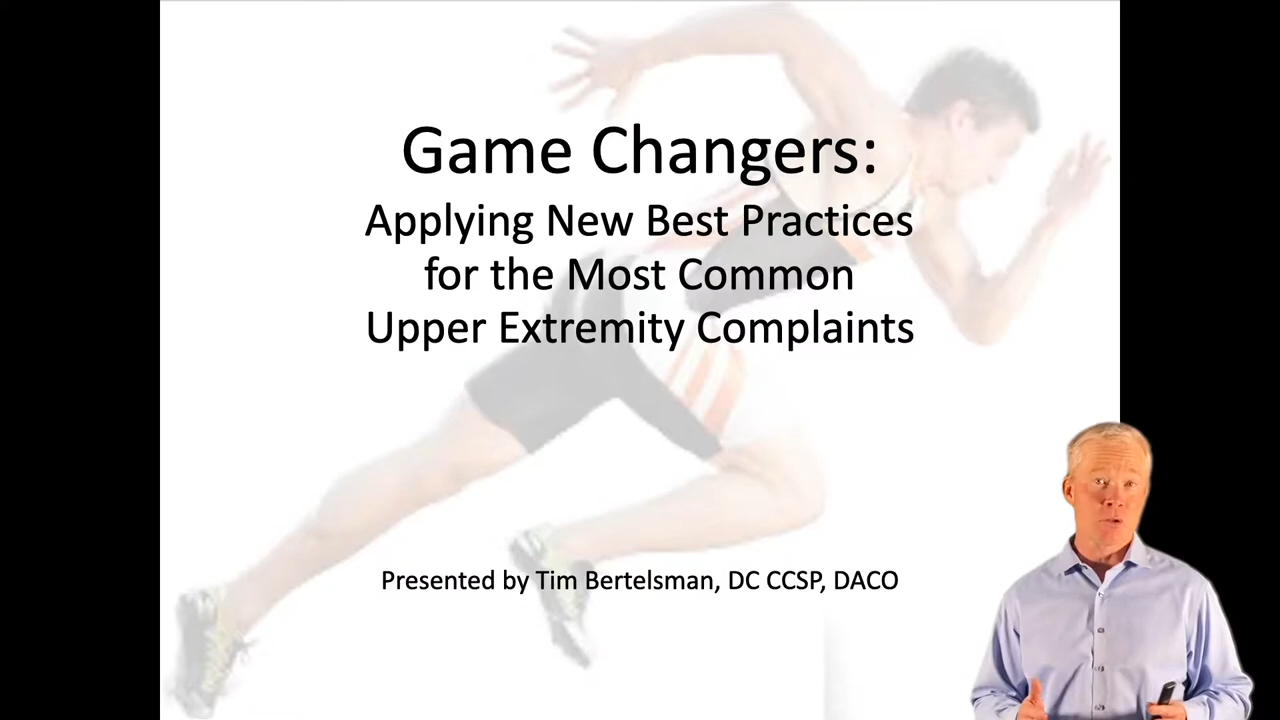 Game Changers:
Applying New Best Practices
for the Most Common
Upper Extremity Complaints
Presented by Tim Bertelsman, DC CCSP, DACO